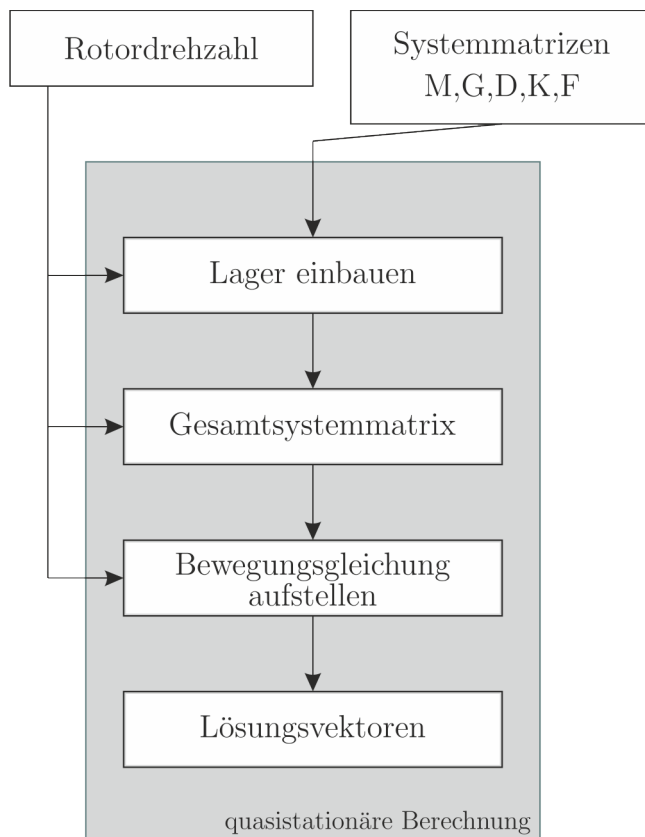 Rotordrehzahl
Systemmatrizen
M,G,D,K,F
Lager einbauen
Gesamtsystemmatrix
Bewegungsgleichung
aufstellen
Lösungsvektoren
quasistationäre Berechnung